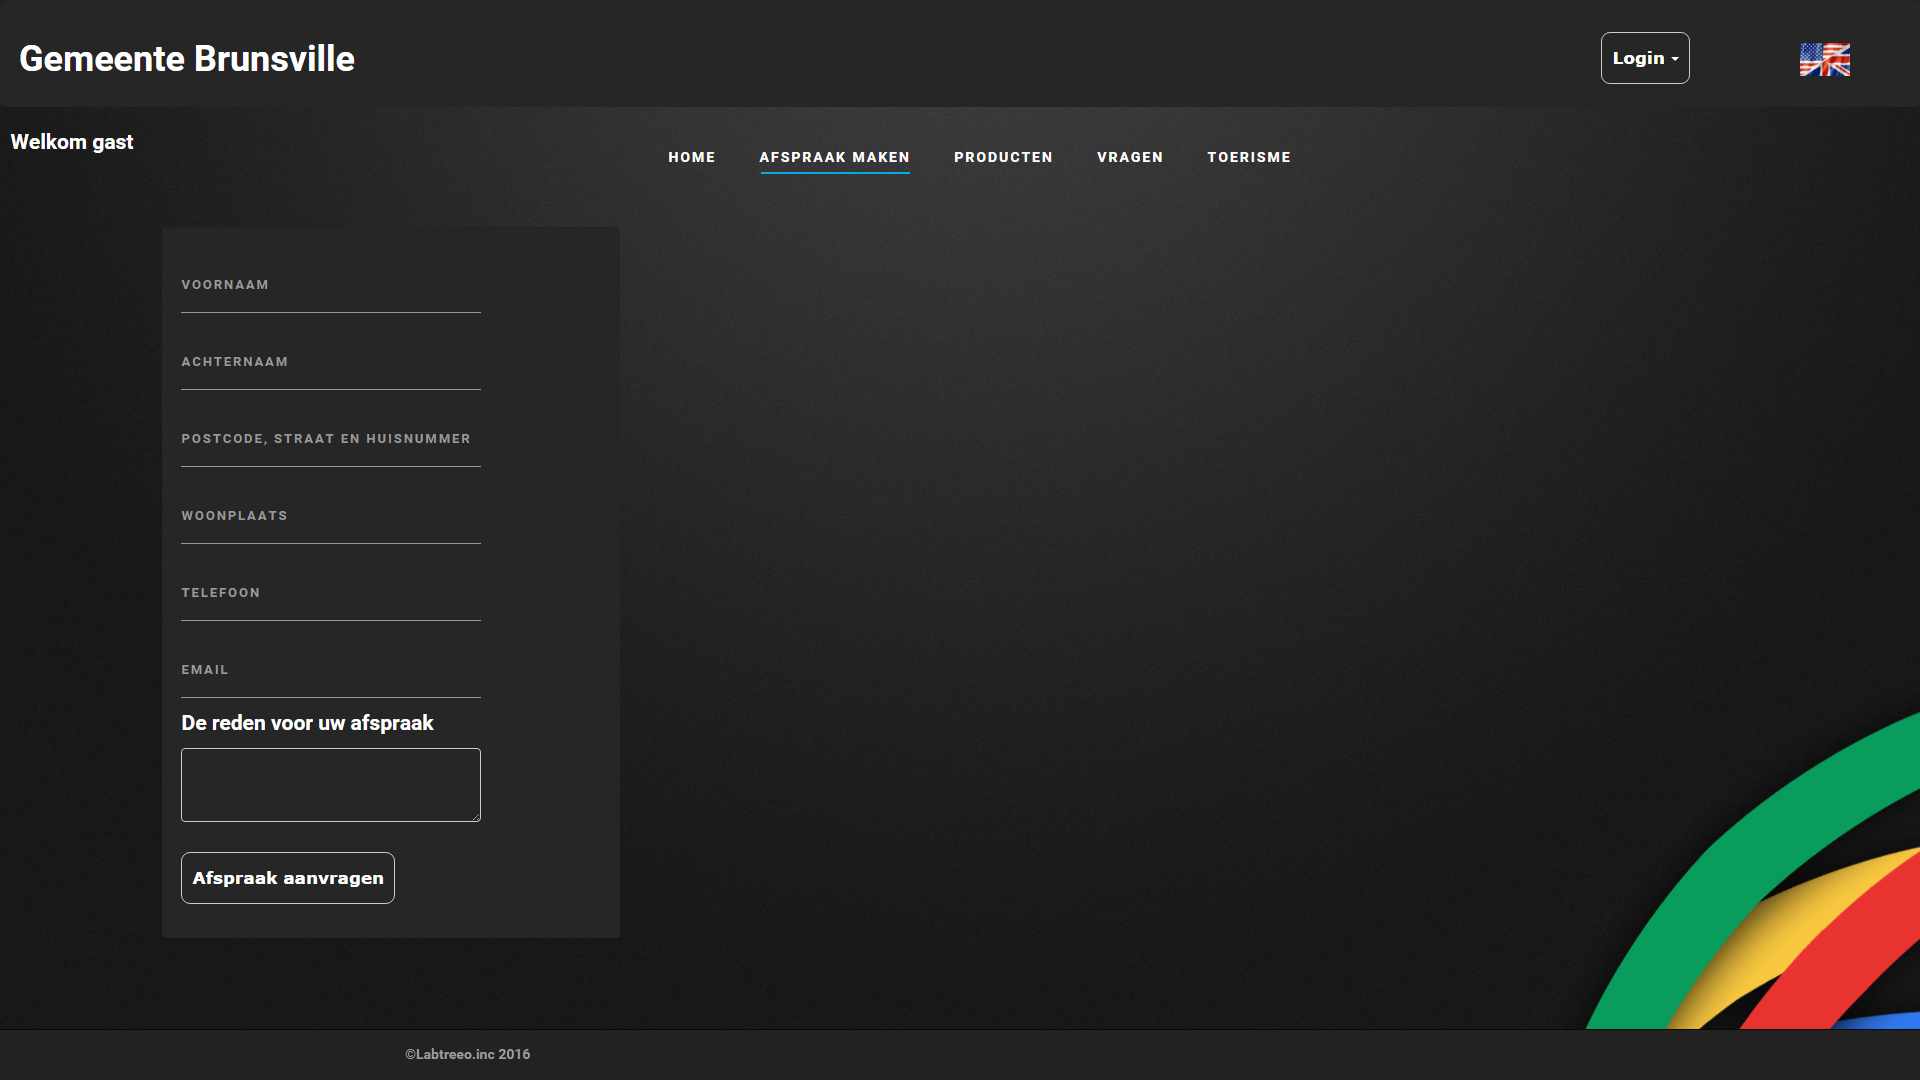 Gemeente Brunsville
Login
Welkom gast
HOME AFSPRAAK MAKEN PRODUCTEN VRAGEN TOERISME
VOORNAAM
ACHTERNAAM
POSTCODE, STRAAT EN HUISNUMMER
WOONPLAATS
TELEFOON
EMAIL
De reden voor uw afspraak
Afspraak aanvragen
©Labtreeo.inc 2016